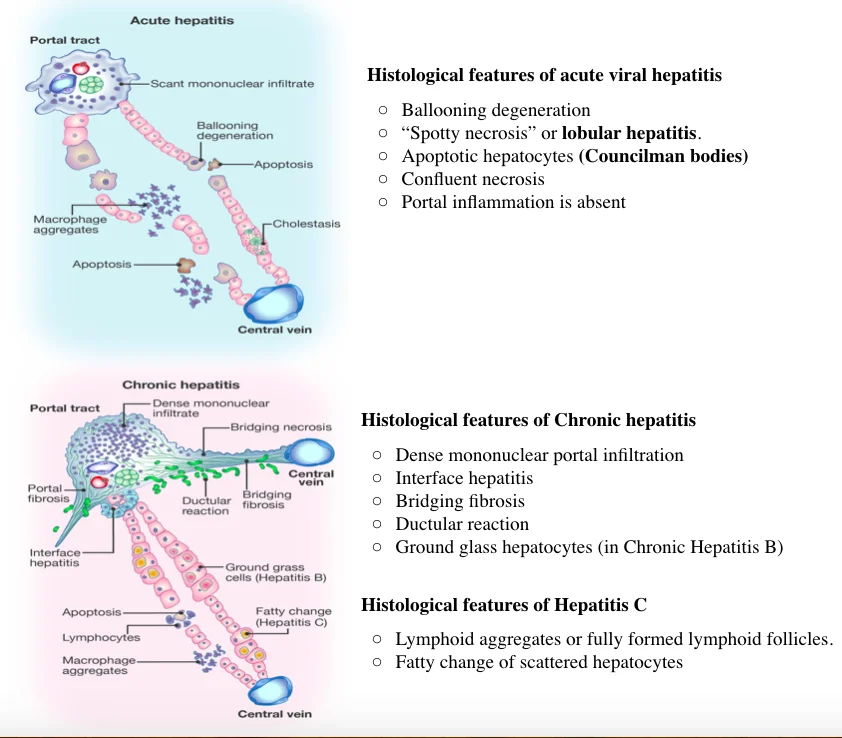 Acute hepatitis
Portal tract
Scant mononuclear infiltrate
Ballooning
degeneration
Apoptosis
Macrophage
aggregates
Cholestasis
Apoptosis
Central vein
Histological features of acute viral hepatitis
○ Ballooning degeneration
○ “Spotty necrosis” or lobular hepatitis.
○ Apoptotic hepatocytes (Councilman bodies)
○ Confluent necrosis
○ Portal inflammation is absent
Chronic hepatitis
Portal tract
Dense mononuclear
infiltrate
Bridging necrosis
Central
vein
Portal
fibrosis
Ductular
reaction
Bridging
fibrosis
Interface
hepatitis
Ground grass
cells (Hepatitis B)
Apoptosis
Fatty change
(Hepatitis C)
Lymphocytes
Macrophage
aggregates
Central vein
Histological features of Chronic hepatitis
○ Dense mononuclear portal infiltration
○ Interface hepatitis
○ Bridging fibrosis
○ Ductular reaction
○ Ground glass hepatocytes (in Chronic Hepatitis B)
Histological features of Hepatitis C
○ Lymphoid aggregates or fully formed lymphoid follicles.
○ Fatty change of scattered hepatocytes